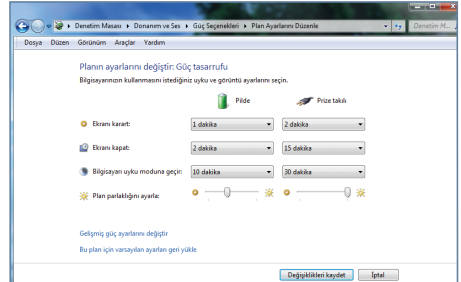 Denetim Masası ▸ Donanım ve Ses ▸ Güç Seçenekleri ▸ Plan Ayarlarını Düzenle
Denetim M...
Dosya Düzen Görünüm Araçlar Yardım
Planın ayarlarını değiştir: Güç tasarrufu
Bilgisayarınızın kullanmasını istediğiniz uyku ve görüntü ayarlarını seçin.
Pilde Prize takılı
Ekranı karart: 1 dakika 2 dakika
Ekranı kapat: 2 dakika 15 dakika
Bilgisayarı uyku moduna geçir: 10 dakika 30 dakika
Plan parlaklığını ayarla:
Gelişmiş güç ayarlarını değiştir
Bu plan için varsayılan ayarları geri yükle
Değişiklikleri kaydet İptal